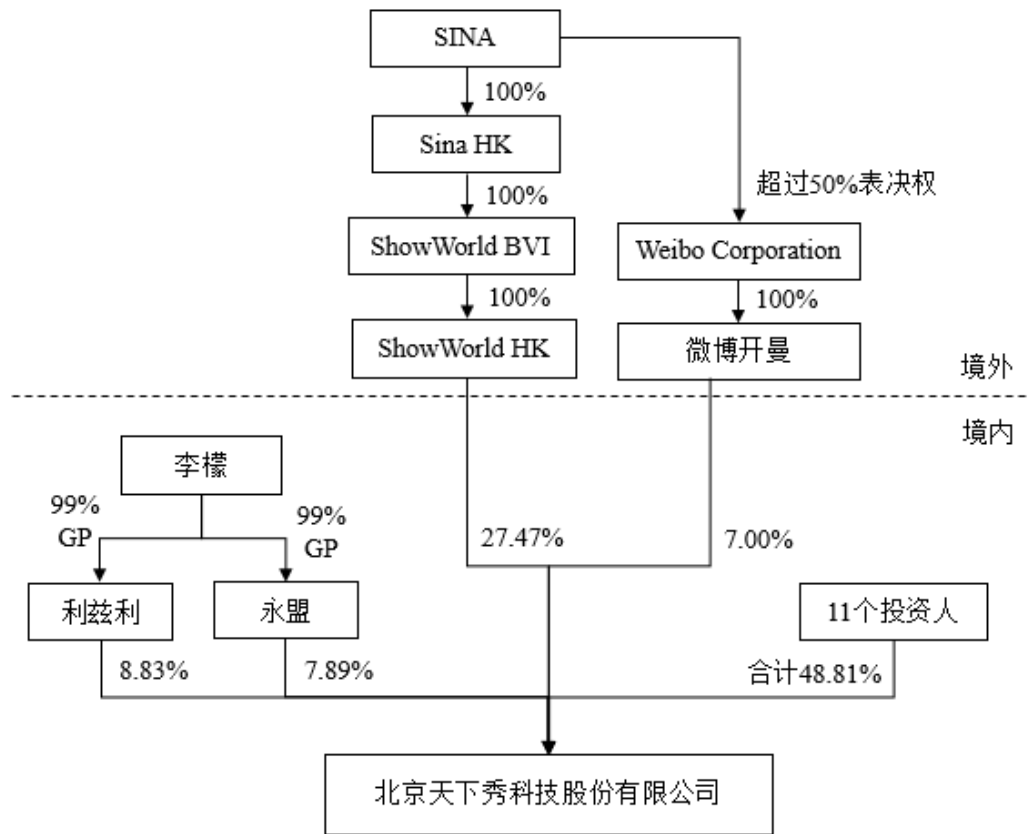 SINA
100%
Sina HK
100%
超过50%表决权
ShowWorld BVI
Weibo Corporation
100%
100%
ShowWorld HK
微博开曼
境外
境内
李檬
99%
GP
99%
GP
27.47%
7.00%
利兹利
永盟
11个投资人
8.83%
7.89%
合计48.81%
北京天下秀科技股份有限公司